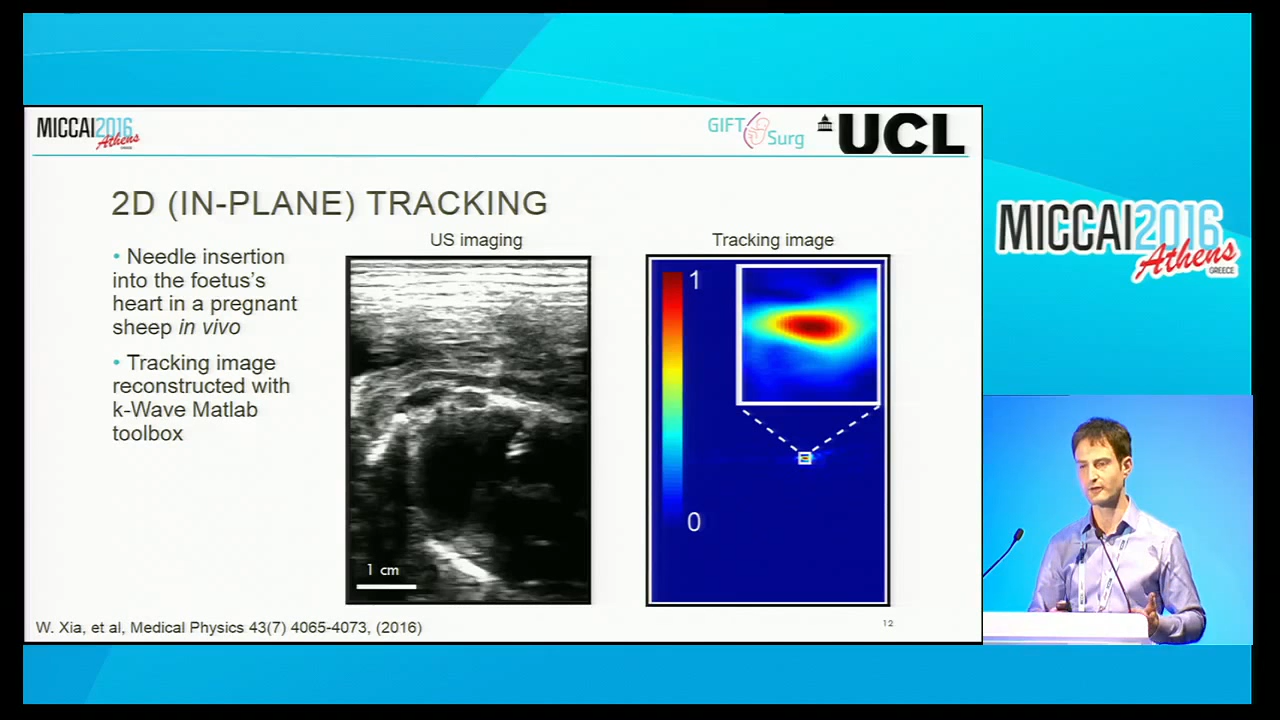 MICCAI2016
Athens
GREECE
GIFT
Surg
UCL
2D (IN-PLANE) TRACKING
US imaging
Tracking image
• Needle insertion
into the foetus's
heart in a pregnant
sheep in vivo
• Tracking image
reconstructed with
k-Wave Matlab
toolbox
1 cm
1
0
W. Xia, et al, Medical Physics 43(7) 4065-4073, (2016)
12
MICCAI2016
Athens
GREECE